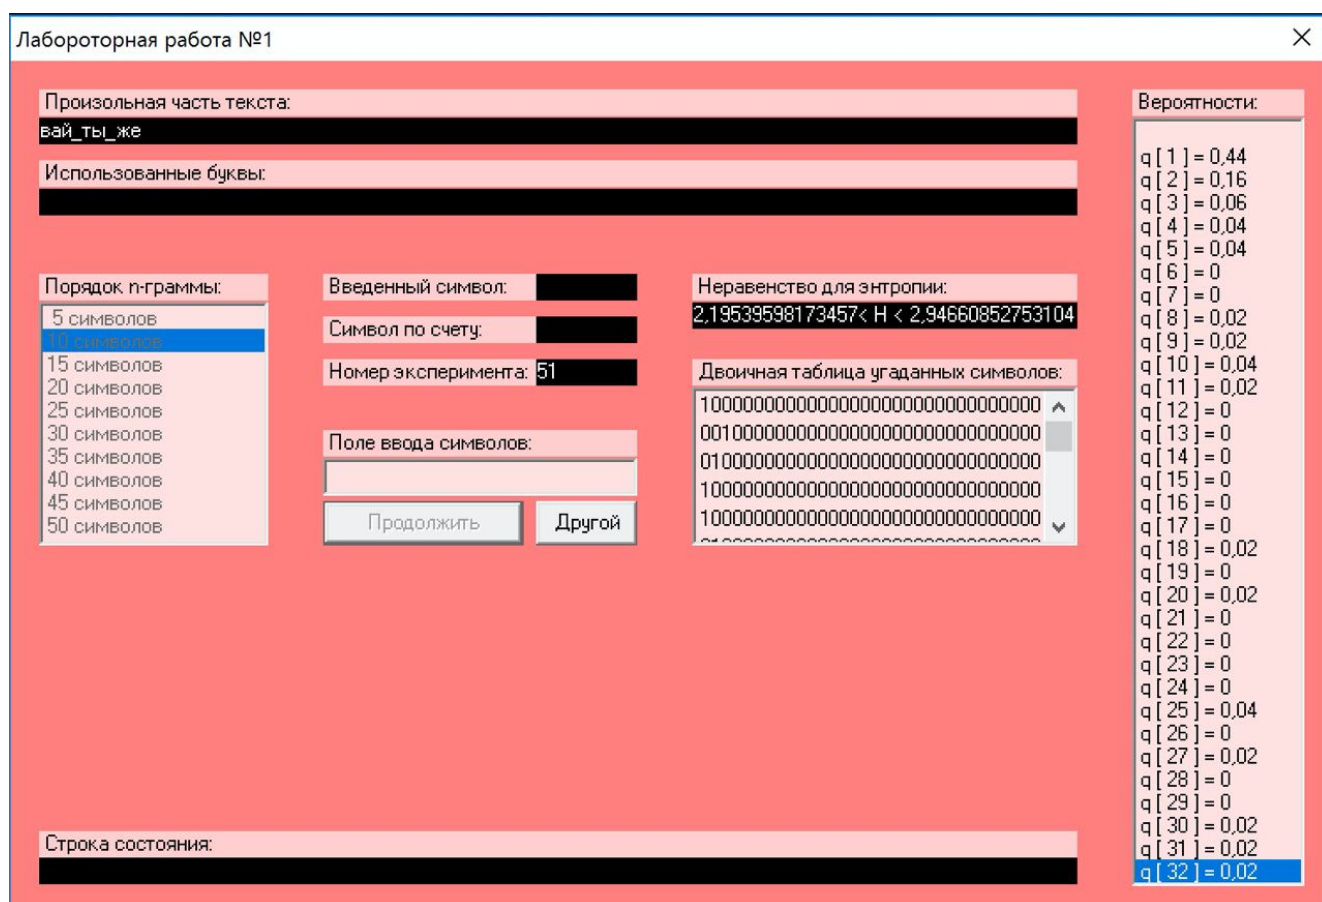 Лабороторная работа №1
Произольная часть текста:
вай_ты_же
Использованные буквы:
Порядок n-граммы:
5 символов
10 символов
15 символов
20 символов
25 символов
30 символов
35 символов
40 символов
45 символов
50 символов
Введенный символ:
Символ по счету:
Номер эксперимента: 51
Поле ввода символов:
Продолжить
Другой
Неравенство для энтропии:
2,19539598173457< H < 2,94660852753104
Двоичная таблица угаданных символов:
10000000000000000000000000000000
00100000000000000000000000000000
01000000000000000000000000000000
10000000000000000000000000000000
10000000000000000000000000000000
Строка состояния:
Вероятности:
q [ 1 ] = 0,44
q [ 2 ] = 0,16
q [ 3 ] = 0,06
q [ 4 ] = 0,04
q [ 5 ] = 0,04
q [ 6 ] = 0
q [ 7 ] = 0
q [ 8 ] = 0,02
q [ 9 ] = 0,02
q [ 10 ] = 0,04
q [ 11 ] = 0,02
q [ 12 ] = 0
q [ 13 ] = 0
q [ 14 ] = 0
q [ 15 ] = 0
q [ 16 ] = 0
q [ 17 ] = 0
q [ 18 ] = 0,02
q [ 19 ] = 0
q [ 20 ] = 0,02
q [ 21 ] = 0
q [ 22 ] = 0
q [ 23 ] = 0
q [ 24 ] = 0
q [ 25 ] = 0,04
q [ 26 ] = 0
q [ 27 ] = 0,02
q [ 28 ] = 0
q [ 29 ] = 0
q [ 30 ] = 0,02
q [ 31 ] = 0,02
q [ 32 ] = 0,02